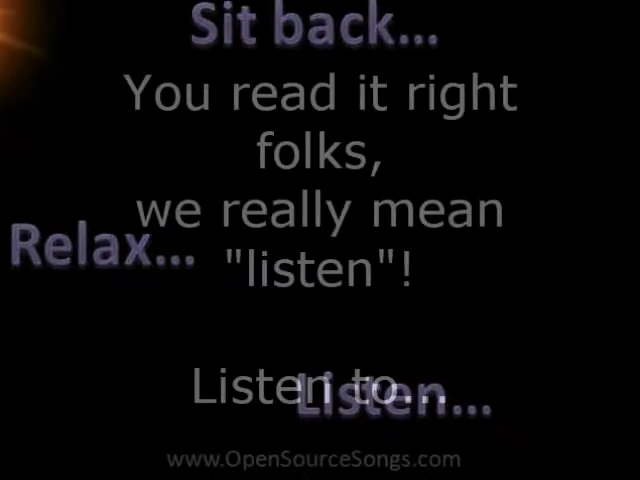 Sit back...
You read it right
folks,
we really mean
Relax...
"listen"!
Listen to...
Listen...
www.OpenSourceSongs.com